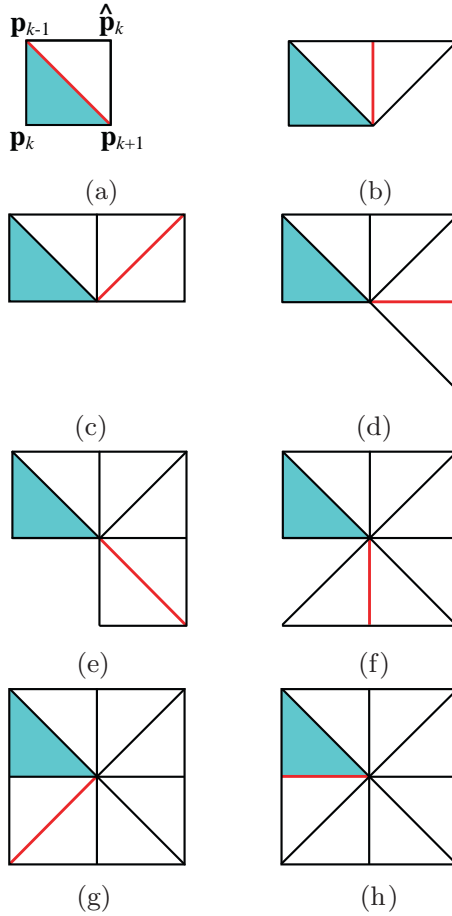 p_{k-1} p̂_k
p_k p_{k+1}
(a) (b)
(c) (d)
(e) (f)
(g) (h)